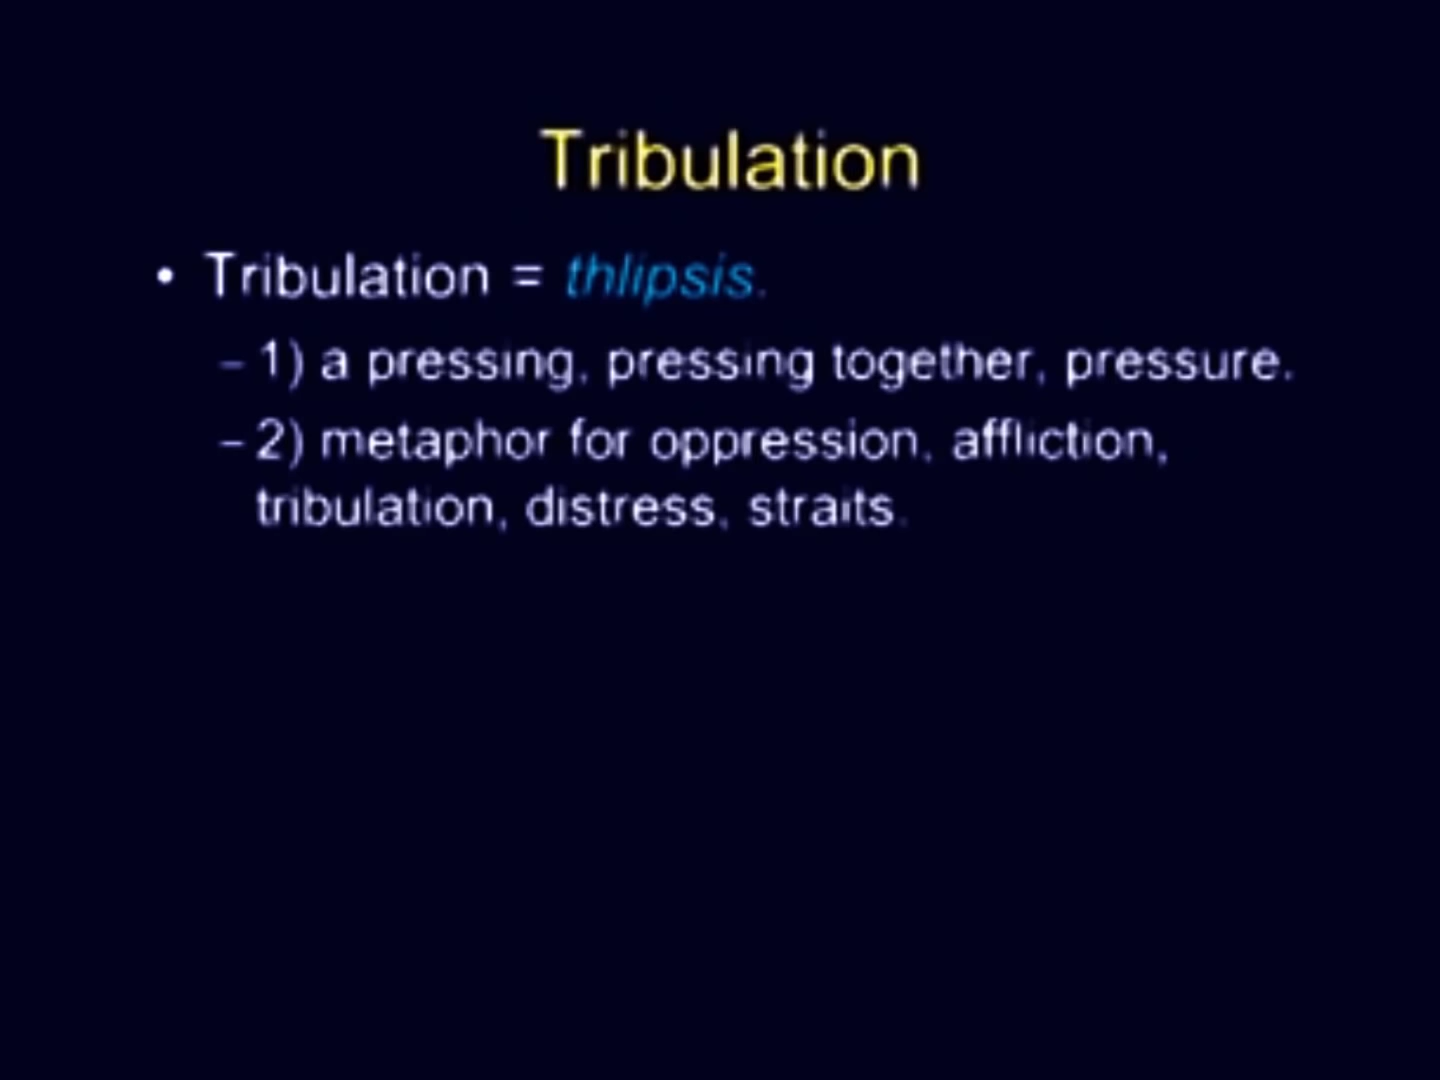 Tribulation
• Tribulation = thlipsis.
– 1) a pressing, pressing together, pressure.
– 2) metaphor for oppression, affliction,
tribulation, distress, straits.